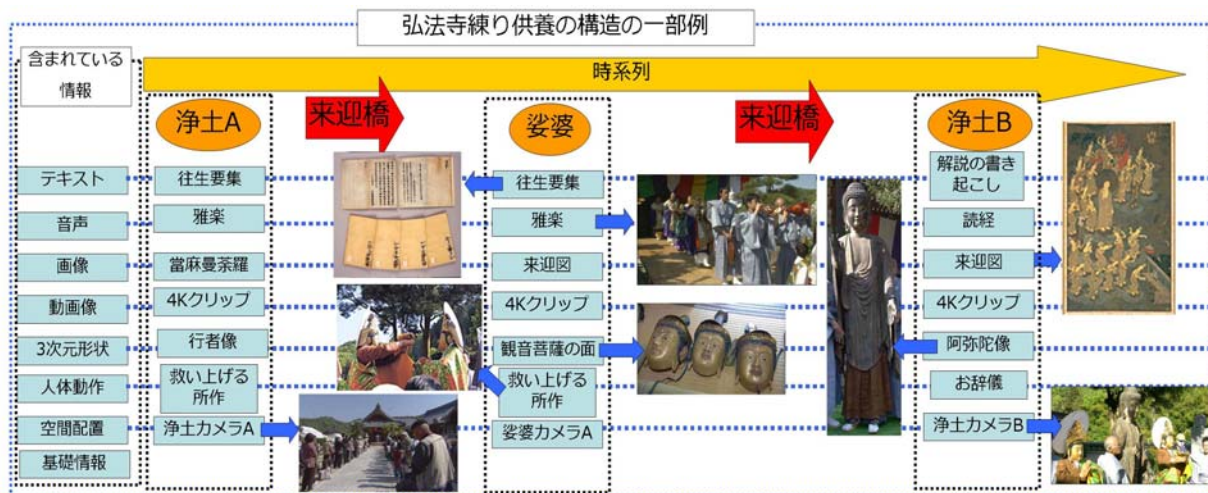 弘法寺練り供養の構造の一部例
含まれている
情報
時系列
浄土A
来迎橋
娑婆
来迎橋
浄土B
テキスト
往生要集
往生要集
解説の書き
起こし
音声
雅楽
雅楽
読経
画像
當麻曼荼羅
来迎図
来迎図
動画像
4Kクリップ
4Kクリップ
4Kクリップ
3次元形状
行者像
観音菩薩の面
阿弥陀像
人体動作
救い上げる
所作
救い上げる
所作
お辞儀
空間配置
浄土カメラA
娑婆カメラA
浄土カメラB
基礎情報